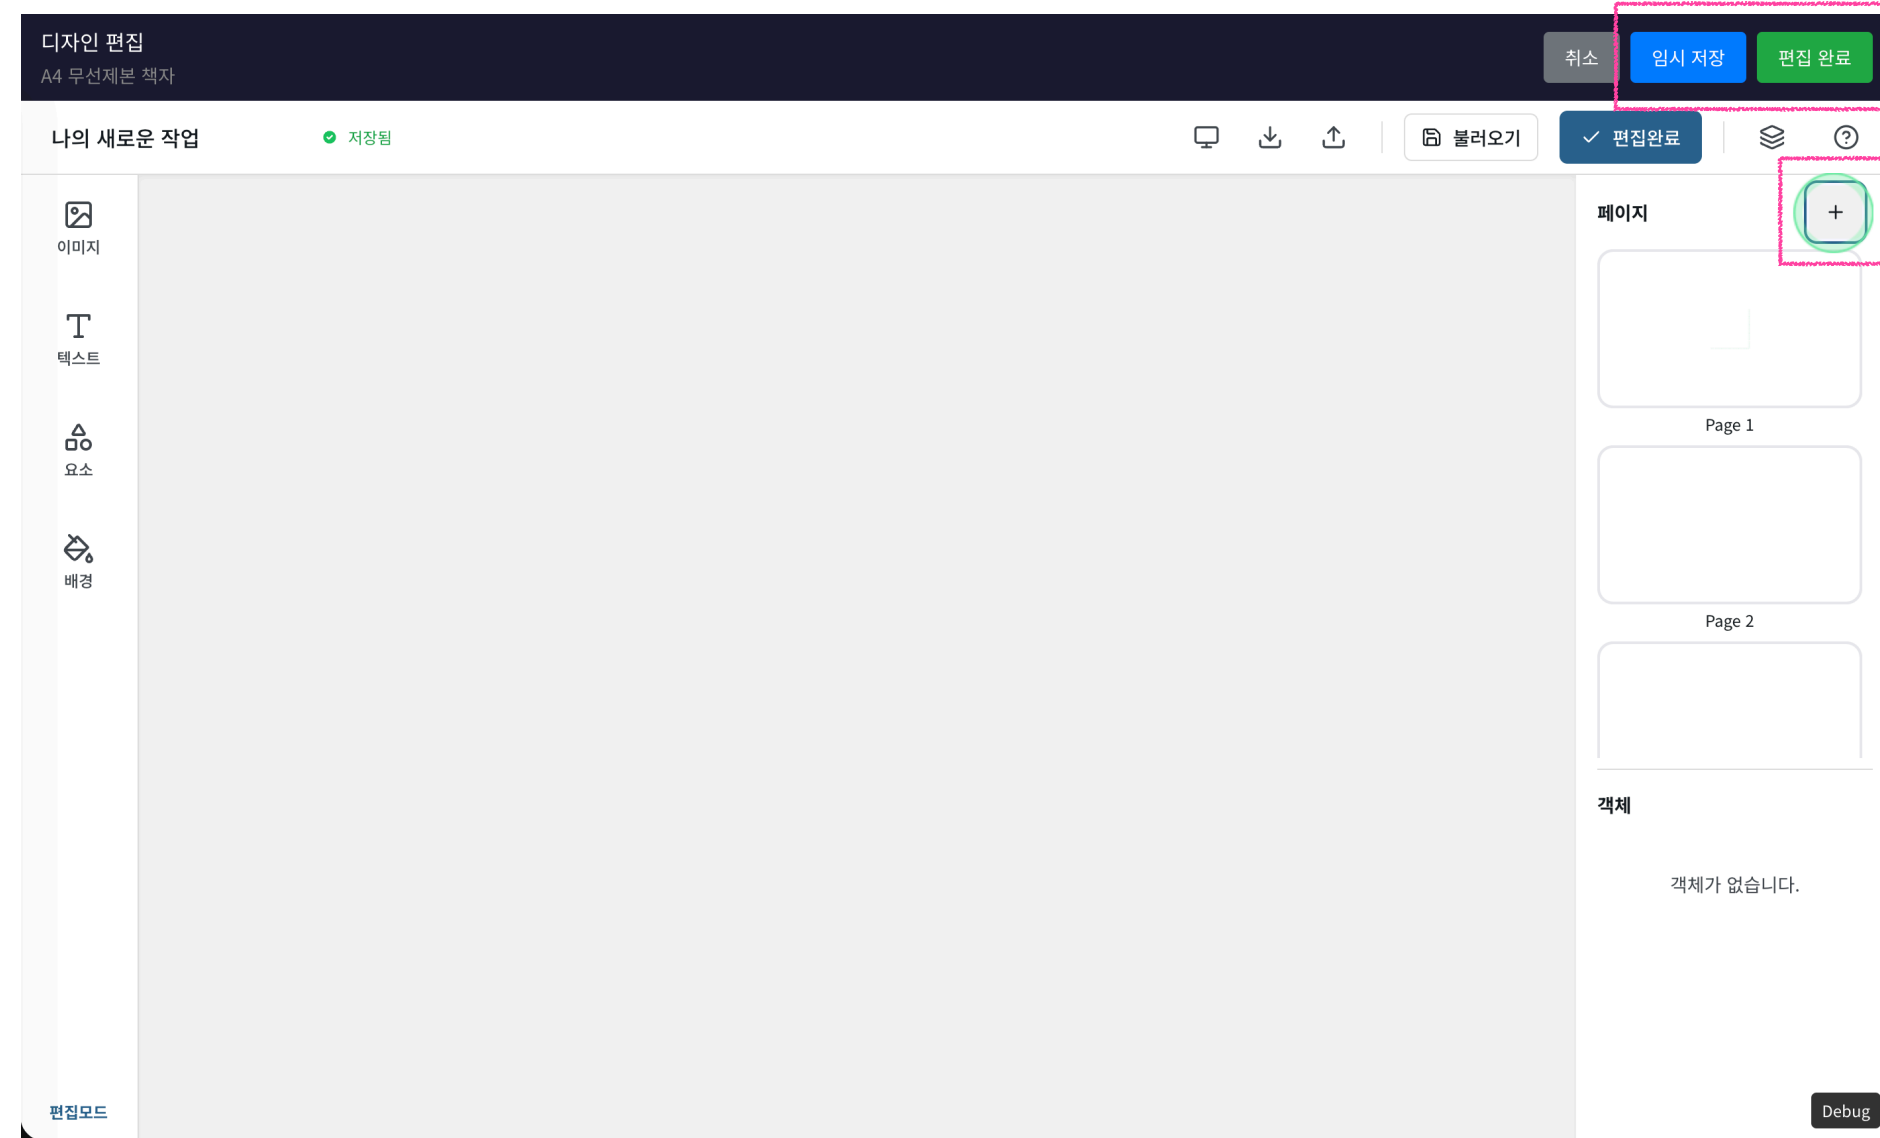 디자인 편집
A4 무선제본 책자
취소
임시 저장
편집 완료
나의 새로운 작업
저장됨
불러오기
편집완료
이미지
텍스트
요소
배경
편집모드
페이지
Page 1
Page 2
객체
객체가 없습니다.
Debug